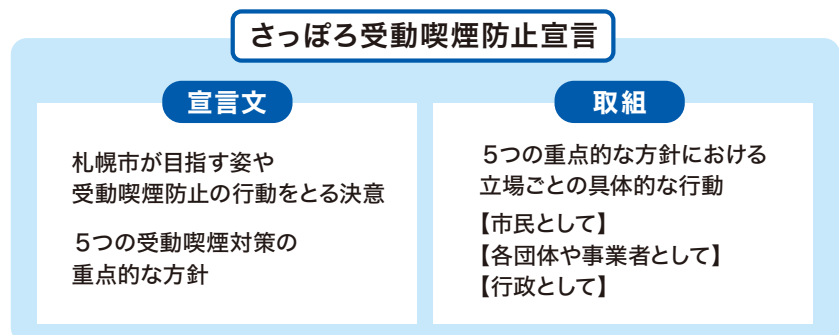 さっぽろ受動喫煙防止宣言
宣言文
札幌市が目指す姿や
受動喫煙防止の行動をとる決意
5つの受動喫煙対策の
重点的な方針
取組
5つの重点的な方針における
立場ごとの具体的な行動
【市民として】
【各団体や事業者として】
【行政として】